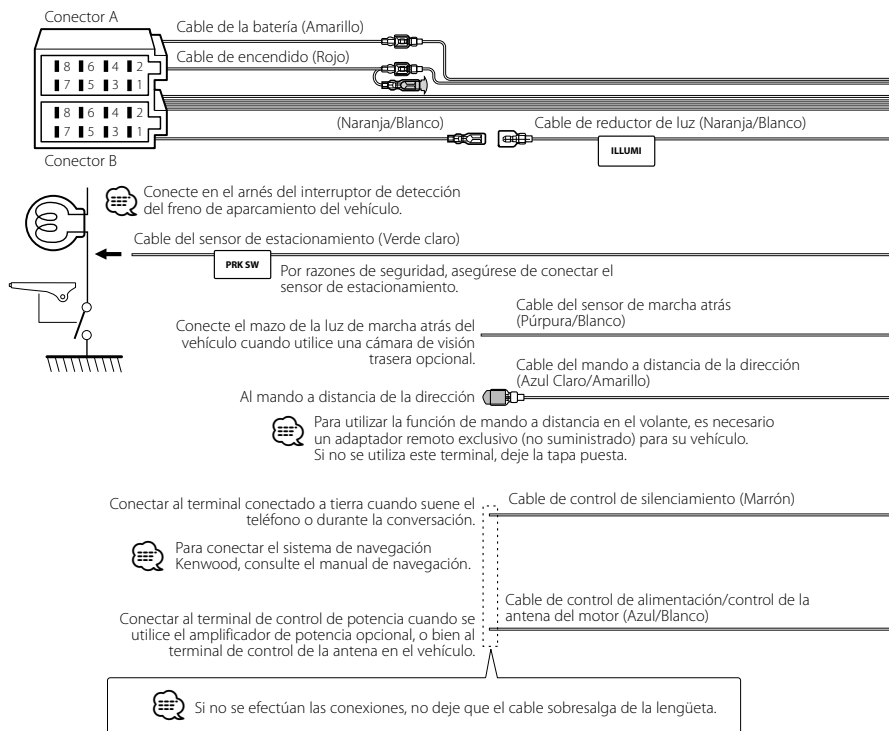 Conector A
Cable de la batería (Amarillo)
Cable de encendido (Rojo)
8 6 4 2
7 5 3 1
8 6 4 2
7 5 3 1
(Naranja/Blanco)
Cable de reductor de luz (Naranja/Blanco)
ILLUMI
Conector B
Conecte en el arnés del interruptor de detección
del freno de aparcamiento del vehículo.
Cable del sensor de estacionamiento (Verde claro)
PRK SW
Por razones de seguridad, asegúrese de conectar el
sensor de estacionamiento.
Cable del sensor de marcha atrás
(Púrpura/Blanco)
Conecte el mazo de la luz de marcha atrás del
vehículo cuando utilice una cámara de visión
trasera opcional.
Cable del mando a distancia de la dirección
(Azul Claro/Amarillo)
Al mando a distancia de la dirección
Para utilizar la función de mando a distancia en el volante, es necesario
un adaptador remoto exclusivo (no suministrado) para su vehículo.
Si no se utiliza este terminal, deje la tapa puesta.
Conectar al terminal conectado a tierra cuando suene el
teléfono o durante la conversación.
Cable de control de silenciamiento (Marrón)
Para conectar el sistema de navegación
Kenwood, consulte el manual de navegación.
Cable de control de alimentación/control de la
antena del motor (Azul/Blanco)
Conectar al terminal de control de potencia cuando se
utilice el amplificador de potencia opcional, o bien al
terminal de control de la antena en el vehículo.
Si no se efectúan las conexiones, no deje que el cable sobresalga de la lengüeta.